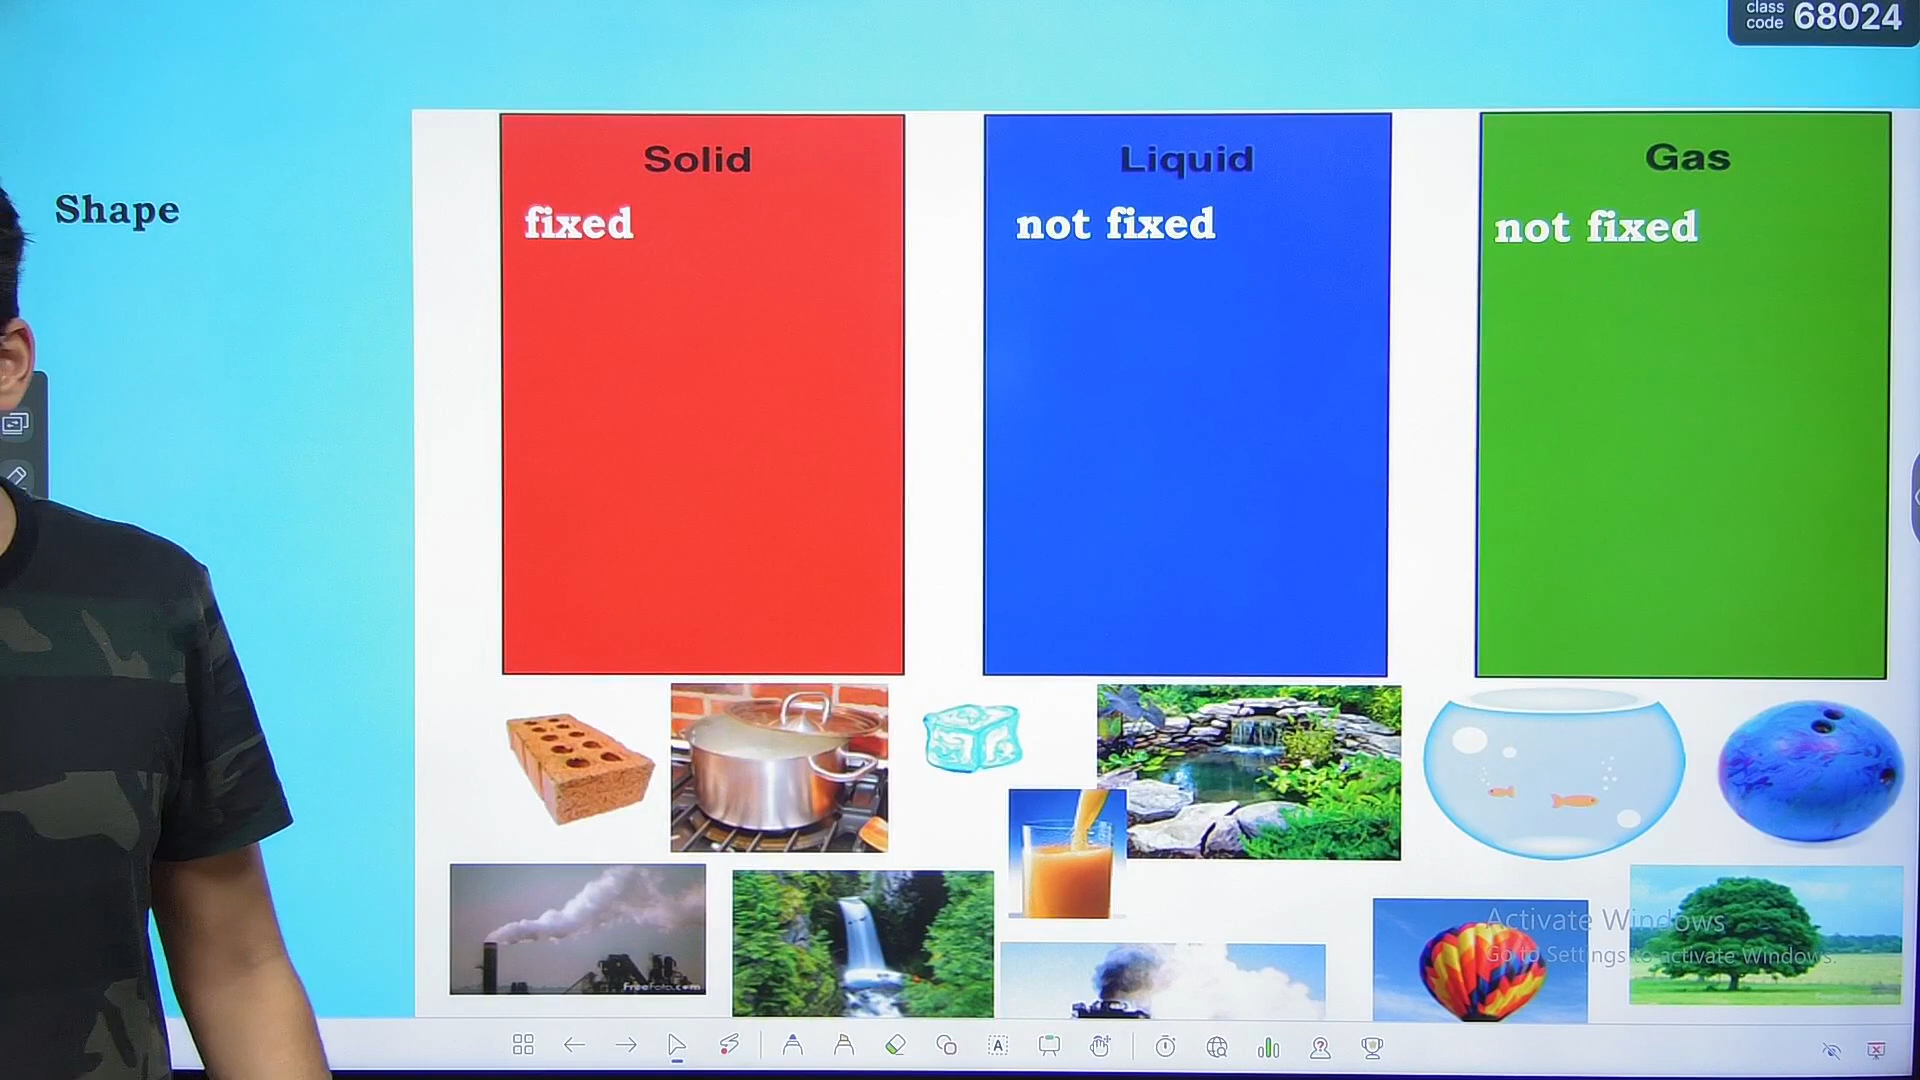 class
code 68024
Solid
Liquid
Gas
Shape
fixed
not fixed
not fixed
FreeFoto.com
Activate Windows
Go to Settings to activate Windows.
A